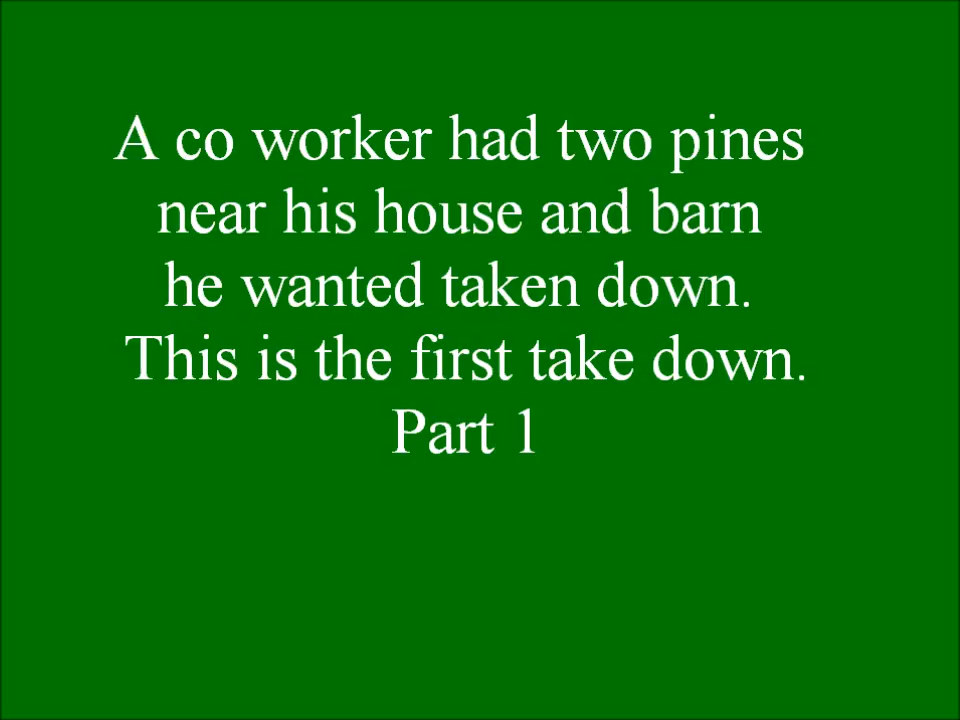 A co worker had two pines
near his house and barn
he wanted taken down.
This is the first take down.
Part 1